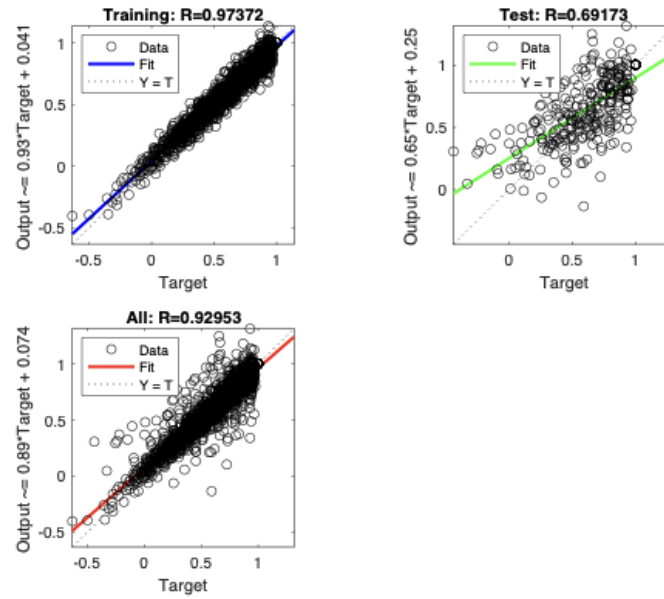 Training: R=0.97372
Output ~= 0.93*Target + 0.041
1
0.5
0
-0.5
Data
Fit
Y = T
-0.5 0 0.5 1
Target
Test: R=0.69173
Output ~= 0.65*Target + 0.25
1
0.5
0
Data
Fit
Y = T
0 0.5 1
Target
All: R=0.92953
Output ~= 0.89*Target + 0.074
1
0.5
0
-0.5
Data
Fit
Y = T
-0.5 0 0.5 1
Target